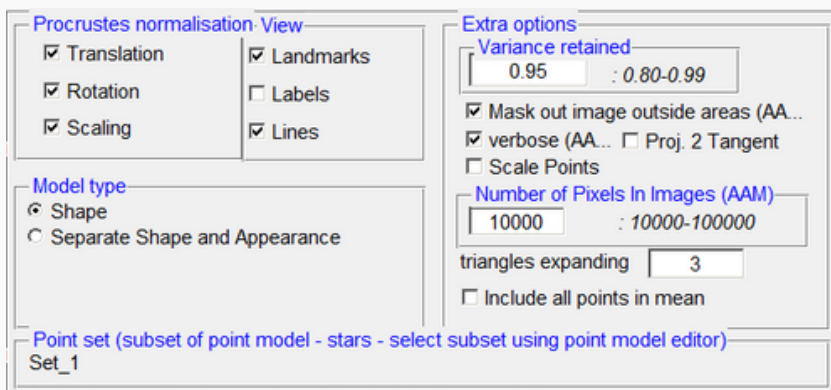 Procrustes normalisation
Translation
Rotation
Scaling
View
Landmarks
Labels
Lines
Model type
Shape
Separate Shape and Appearance
Extra options
Variance retained
0.95 : 0.80-0.99
Mask out image outside areas (AA...
verbose (AA... Proj. 2 Tangent
Scale Points
Number of Pixels In Images (AAM)
10000 : 10000-100000
triangles expanding 3
Include all points in mean
Point set (subset of point model - stars - select subset using point model editor)
Set_1